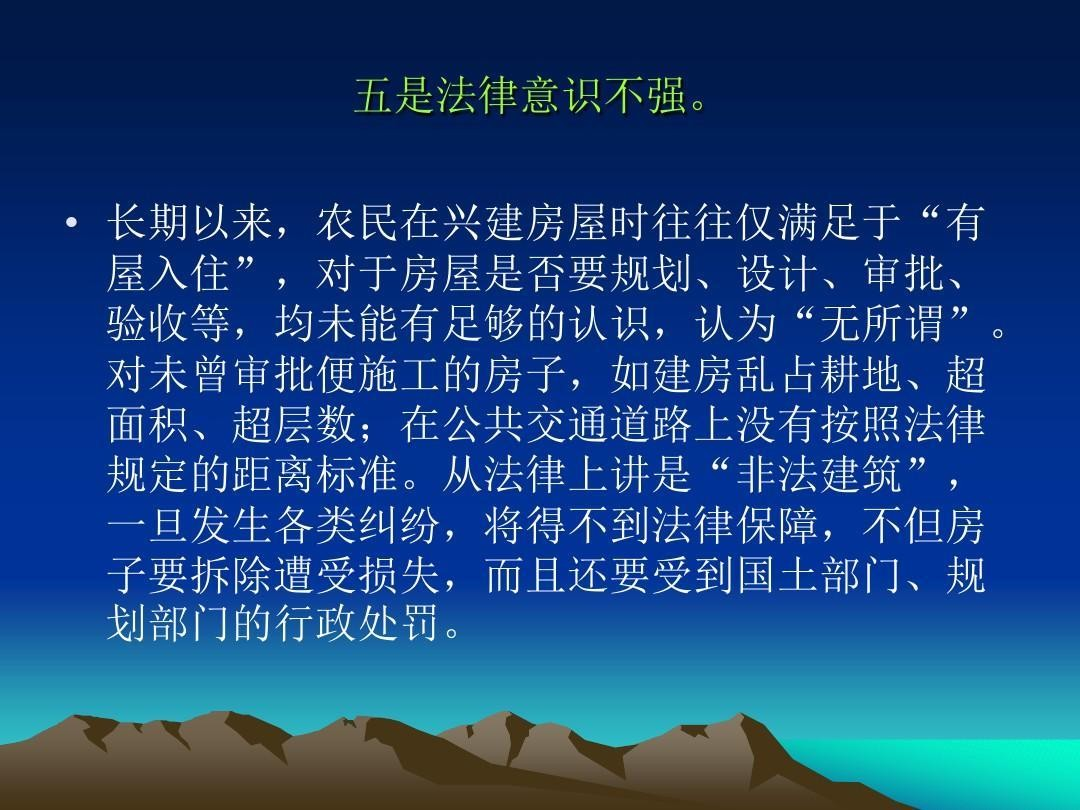 五是法律意识不强。
• 长期以来，农民在兴建房屋时往往仅满足于“有
屋入住”，对于房屋是否要规划、设计、审批、
验收等，均未能有足够的认识，认为“无所谓”。
对未曾审批便施工的房子，如建房乱占耕地、超
面积、超层数；在公共交通道路上没有按照法律
规定的距离标准。从法律上讲是“非法建筑”，
一旦发生各类纠纷，将得不到法律保障，不但房
子要拆除遭受损失，而且还要受到国土部门、规
划部门的行政处罚。